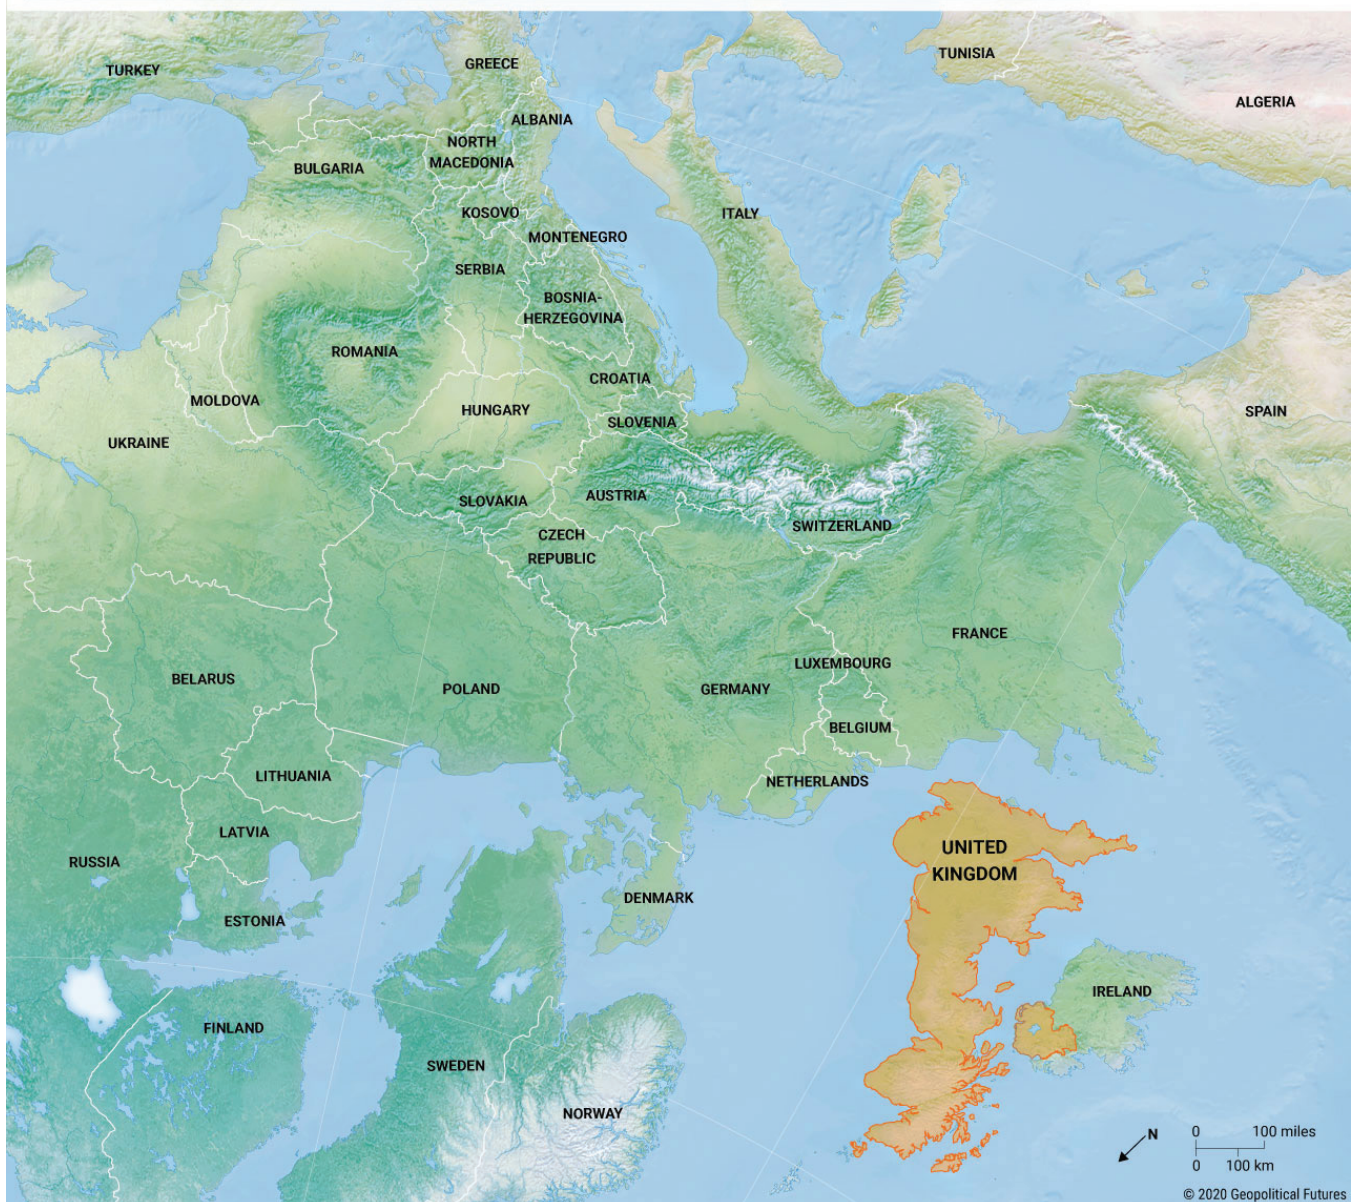 TURKEY
GREECE
TUNISIA
ALGERIA
ALBANIA
NORTH
MACEDONIA
BULGARIA
KOSOVO
ITALY
MONTENEGRO
SERBIA
BOSNIA-
HERZEGOVINA
ROMANIA
CROATIA
MOLDOVA
HUNGARY
SLOVENIA
SPAIN
UKRAINE
SLOVAKIA
AUSTRIA
SWITZERLAND
CZECH
REPUBLIC
FRANCE
LUXEMBOURG
BELARUS
POLAND
GERMANY
BELGIUM
LITHUANIA
NETHERLANDS
LATVIA
UNITED
KINGDOM
RUSSIA
DENMARK
ESTONIA
IRELAND
FINLAND
SWEDEN
NORWAY
N
0 100 miles
0 100 km
© 2020 Geopolitical Futures